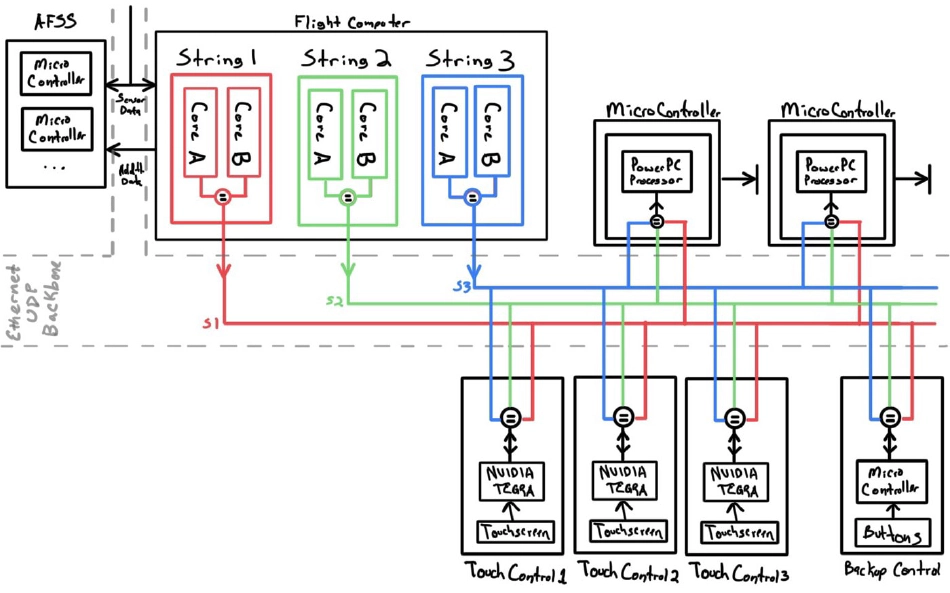 AFSS
Micro
Controller
Micro
Controller
...
Sensor
Data
Add'tl
Data
Flight Computer
String 1
String 2
String 3
Core A
Core B
Core A
Core B
Core A
Core B
=
=
=
MicroController
MicroController
PowerPC
Processor
PowerPC
Processor
=
=
Ethernet
UDP
Backbone
S3
S2
S1
=
=
=
=
NVIDIA
TEGRA
NVIDIA
TEGRA
NVIDIA
TEGRA
Micro
Controller
Touchscreen
Touchscreen
Touchscreen
Buttons
Touch Control 1
Touch Control 2
Touch Control 3
Backup Control